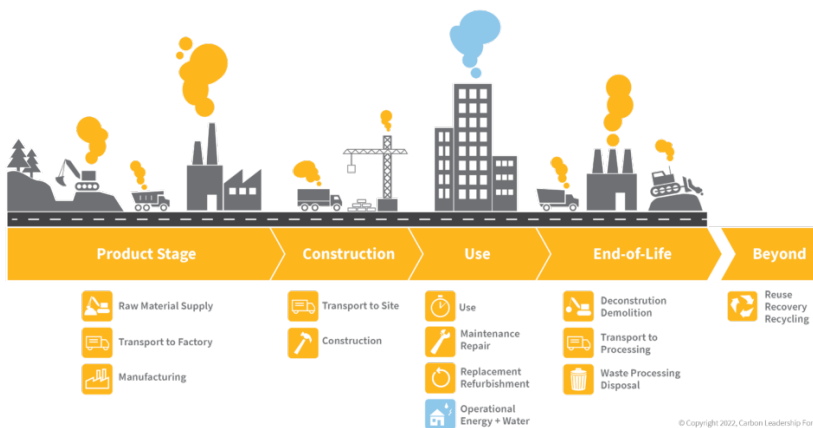 Product Stage
Construction
Use
End-of-Life
Beyond
Raw Material Supply
Transport to Factory
Manufacturing
Transport to Site
Construction
Use
Maintenance
Repair
Replacement
Refurbishment
Operational
Energy + Water
Deconstrution
Demolition
Transport to
Processing
Waste Processing
Disposal
Reuse
Recovery
Recycling
© Copyright 2022, Carbon Leadership For